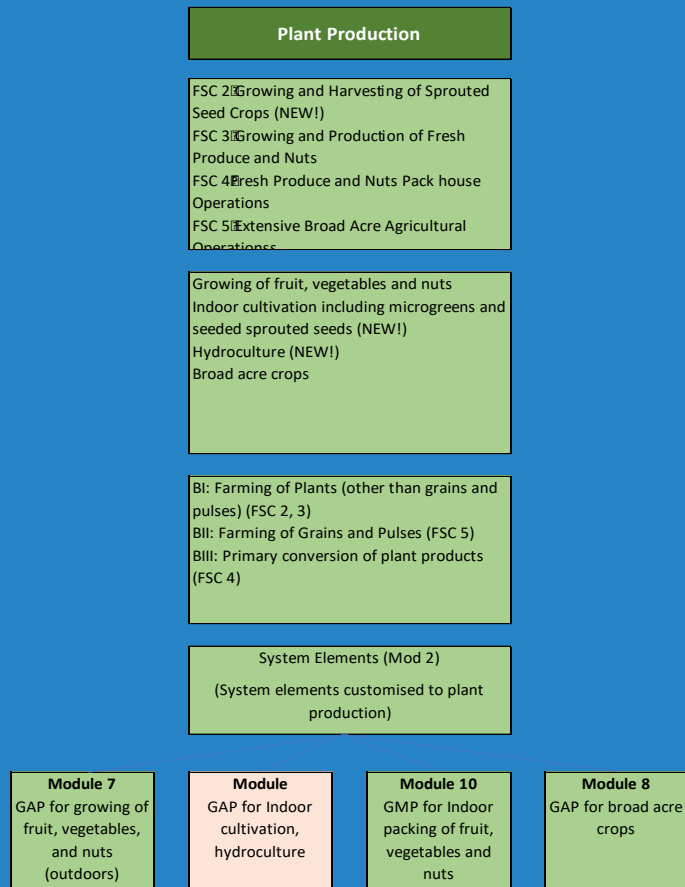 Plant Production
FSC 2 Growing and Harvesting of Sprouted
Seed Crops (NEW!)
FSC 3 Growing and Production of Fresh
Produce and Nuts
FSC 4 Fresh Produce and Nuts Pack house
Operations
FSC 5 Extensive Broad Acre Agricultural
Operationss
Growing of fruit, vegetables and nuts
Indoor cultivation including microgreens and
seeded sprouted seeds (NEW!)
Hydroculture (NEW!)
Broad acre crops
BI: Farming of Plants (other than grains and
pulses) (FSC 2, 3)
BII: Farming of Grains and Pulses (FSC 5)
BIII: Primary conversion of plant products
(FSC 4)
System Elements (Mod 2)
(System elements customised to plant
production)
Module 7
GAP for growing of
fruit, vegetables,
and nuts
(outdoors)
Module
GAP for Indoor
cultivation,
hydroculture
Module 10
GMP for Indoor
packing of fruit,
vegetables and
nuts
Module 8
GAP for broad acre
crops